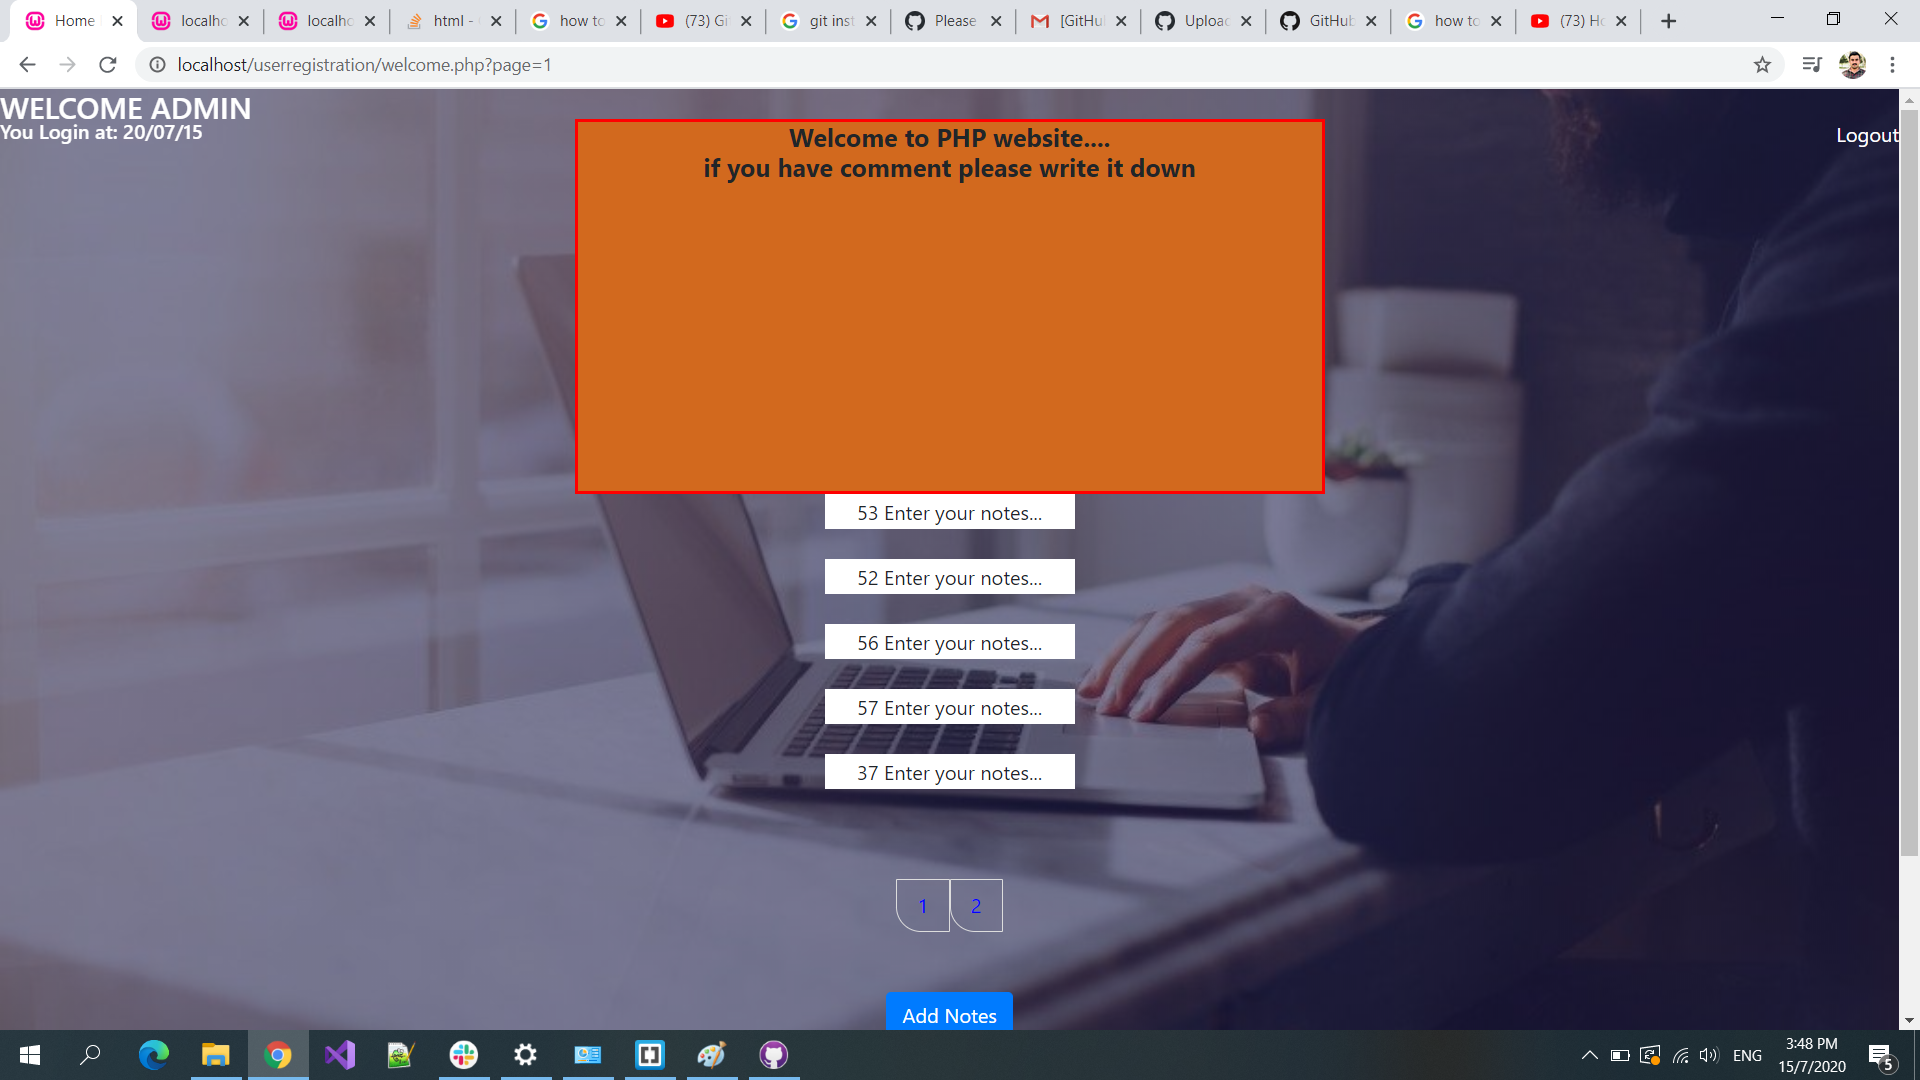 Home
localho
localho
html -
how to
(73) Gi
git inst
Please
[GitHu
Upload
GitHub
how to
(73) Ho
localhost/userregistration/welcome.php?page=1
WELCOME ADMIN
You Login at: 20/07/15
Logout
Welcome to PHP website....
if you have comment please write it down
53 Enter your notes...
52 Enter your notes...
56 Enter your notes...
57 Enter your notes...
37 Enter your notes...
1 2
Add Notes
ENG
3:48 PM
15/7/2020
5